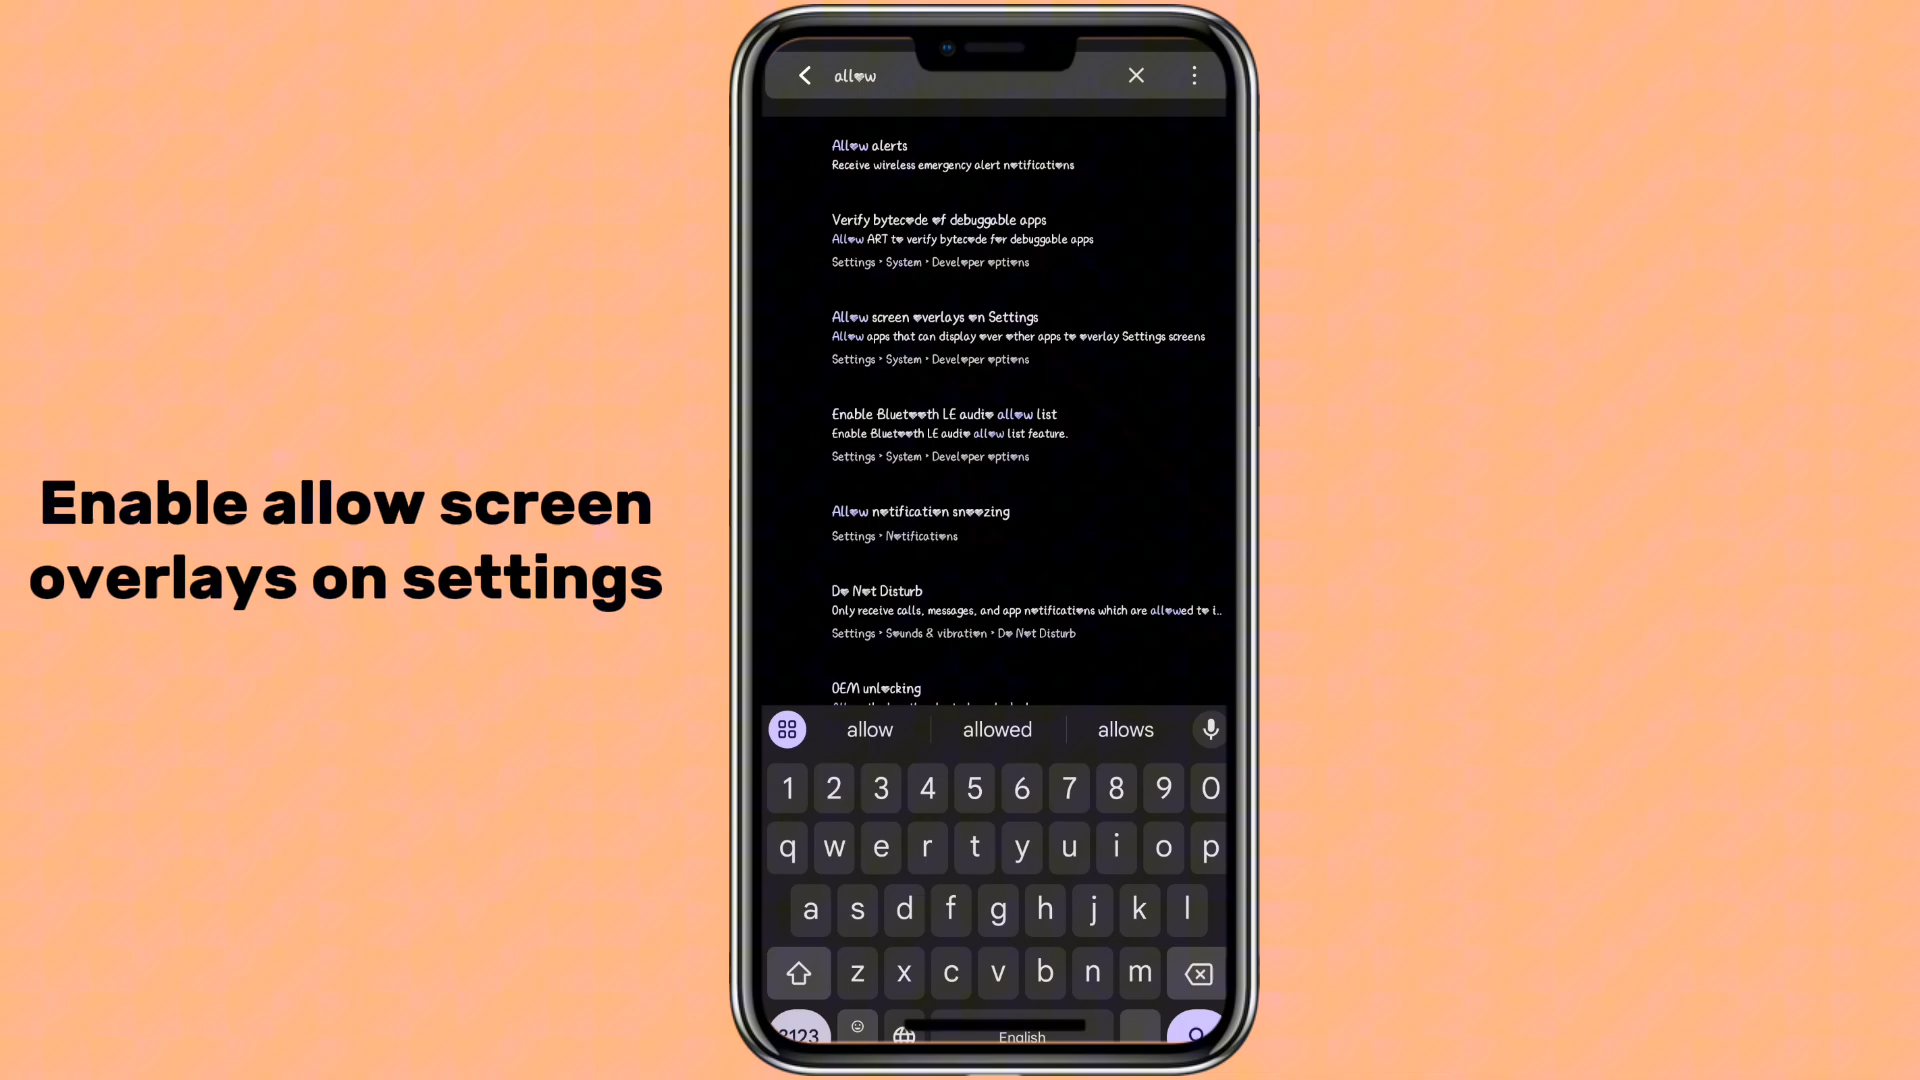 Enable allow screen
overlays on settings
allow
Allow alerts
Receive wireless emergency alert notifications
Verify bytecode of debuggable apps
Allow ART to verify bytecode for debuggable apps
Settings > System > Developer options
Allow screen overlays on Settings
Allow apps that can display over other apps to overlay Settings screens
Settings > System > Developer options
Enable Bluetooth LE audio allow list
Enable Bluetooth LE audio allow list feature.
Settings > System > Developer options
Allow notification snoozing
Settings > Notifications
Do Not Disturb
Only receive calls, messages, and app notifications which are allowed to i..
Settings > Sounds & vibration > Do Not Disturb
OEM unlocking
allow allowed allows
1 2 3 4 5 6 7 8 9 0
q w e r t y u i o p
a s d f g h j k l
z x c v b n m
?123 English